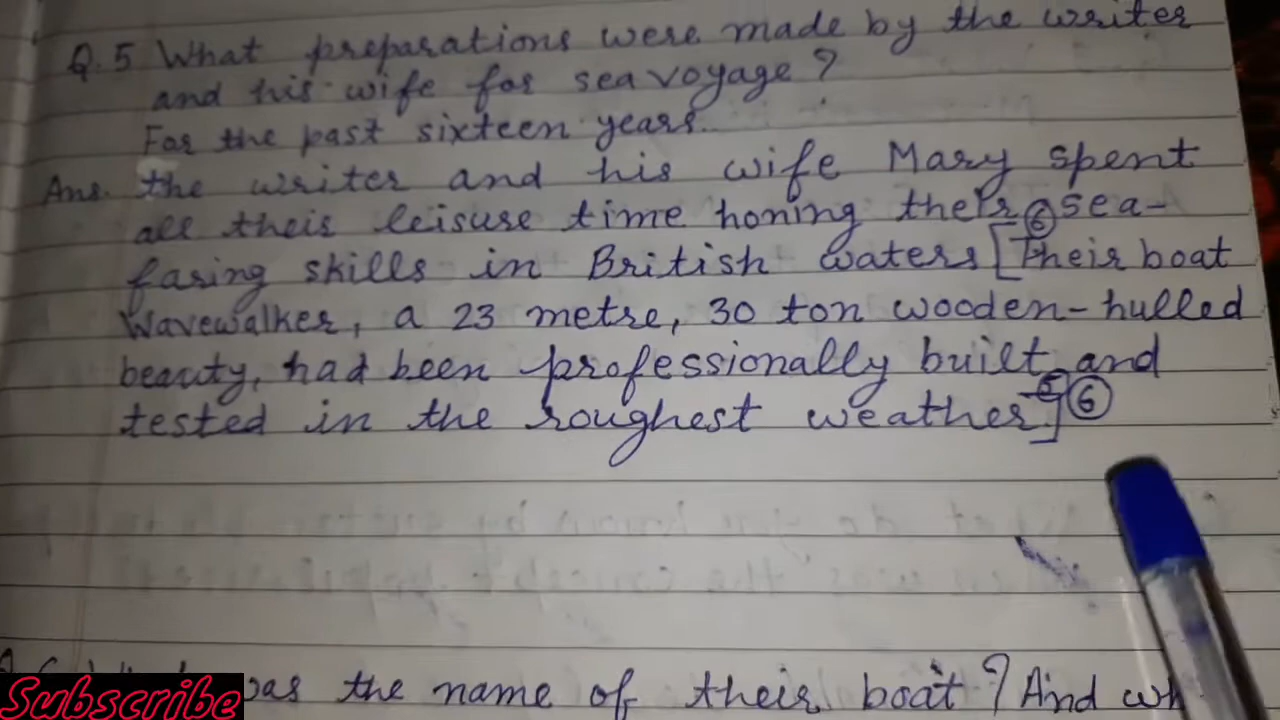 Q.5 What preparations were made by the writer
and his wife for sea voyage ?
For the past sixteen years.
Ans. the writer and his wife Mary spent
all their leisure time honing their ⑥ sea-
faring skills in British waters [Their boat
Wavewalker, a 23 metre, 30 ton wooden-hulled
beauty, had been professionally built and
tested in the roughest weather.] ⑥
was the name of their boat ? And wh
Subscribe